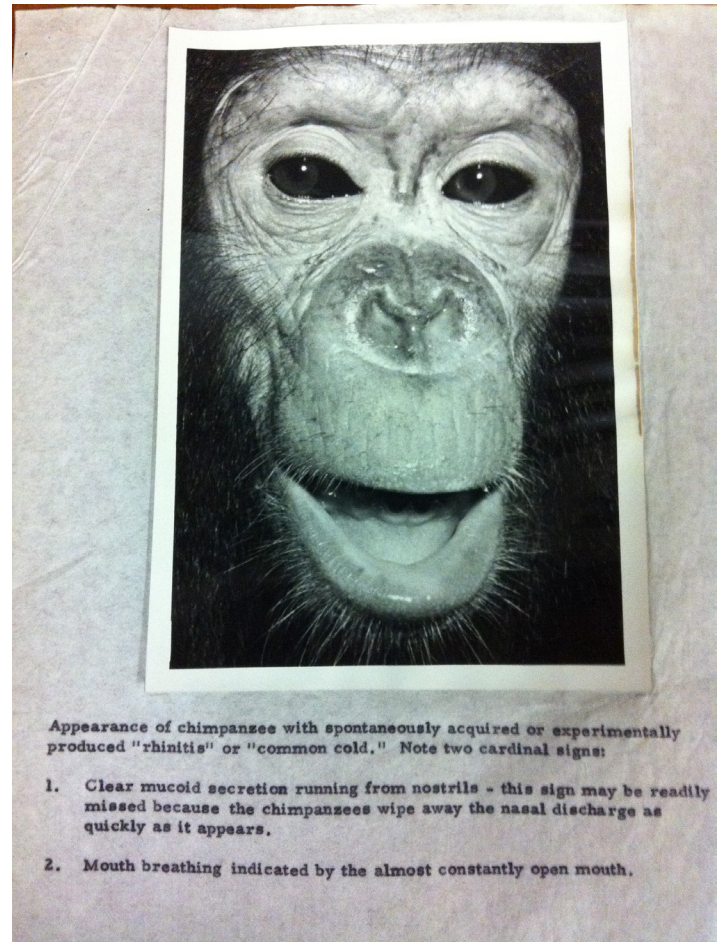 Appearance of chimpanzee with spontaneously acquired or experimentally
produced "rhinitis" or "common cold." Note two cardinal signs:
1. Clear mucoid secretion running from nostrils - this sign may be readily
missed because the chimpanzees wipe away the nasal discharge as
quickly as it appears.
2. Mouth breathing indicated by the almost constantly open mouth.